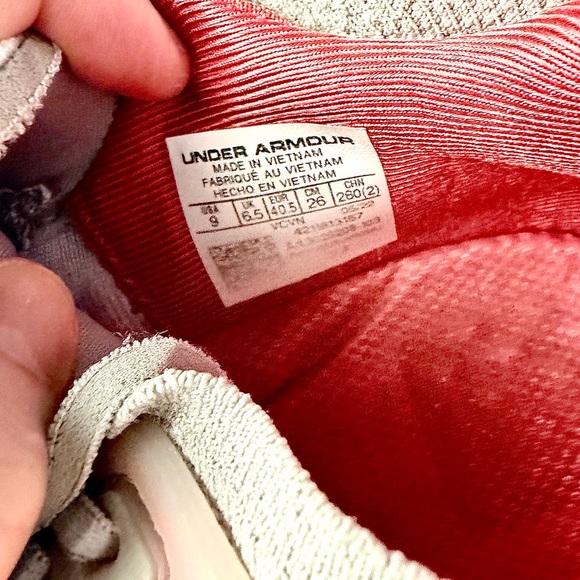 UNDER ARMOUR
MADE IN VIETNAM
FABRIQUÉ AU VIETNAM
HECHO EN VIETNAM
USA UK EUR CM CHN
9 6.5 40.5 26 260(2)
VCVN